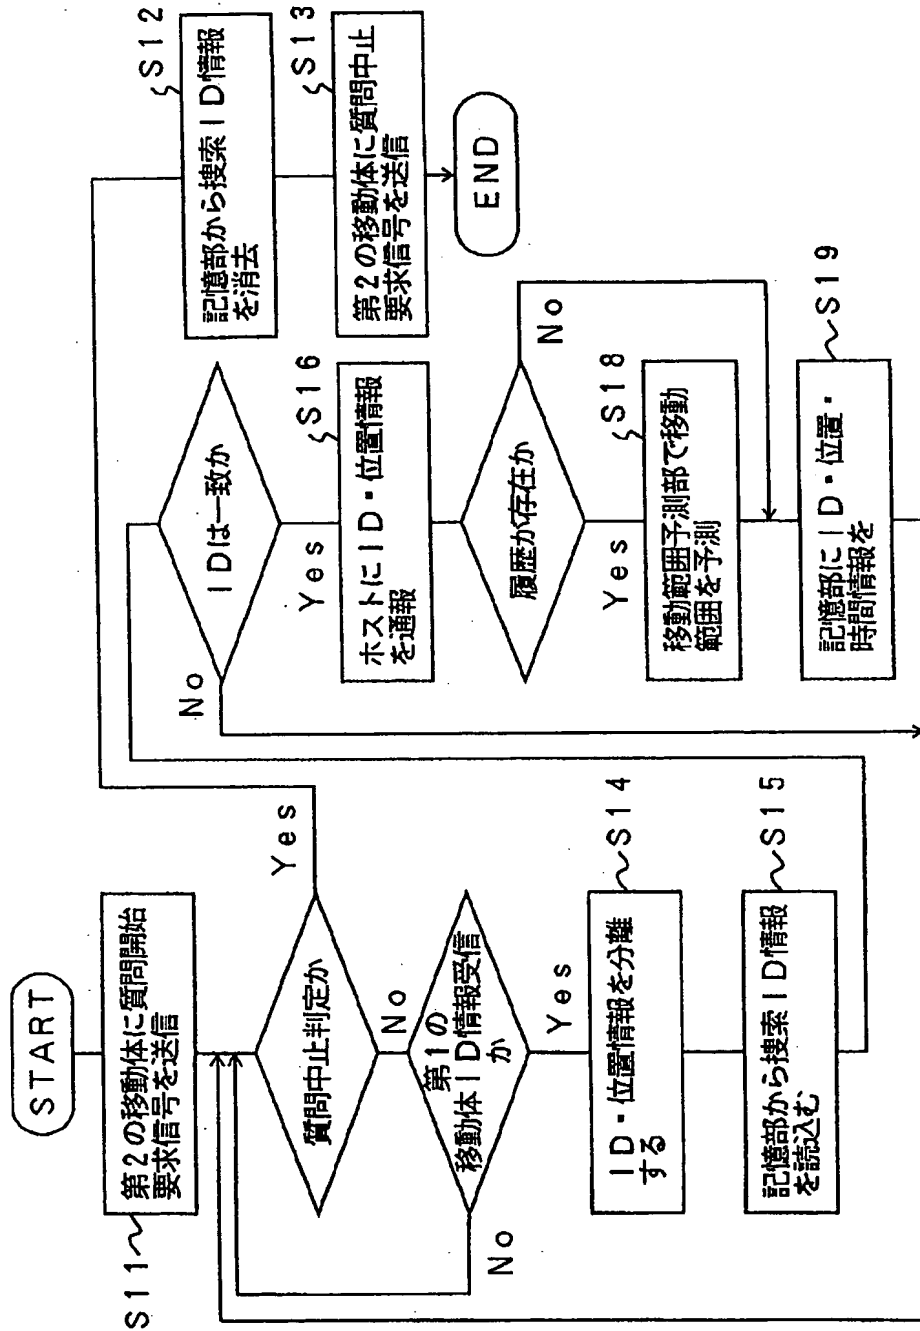 START
S11
第2の移動体に質問開始
要求信号を送信
質問中止判定か
Yes
No
第1の
移動体ID情報受信
か
No
Yes
S14
ID・位置情報を分離
する
S15
記憶部から捜索ID情報
を読込む
IDは一致か
No
Yes
S16
ホストにID・位置情報
を通報
履歴が存在か
No
Yes
S18
移動範囲予測部で移動
範囲を予測
S19
記憶部にID・位置・
時間情報を
S12
記憶部から捜索ID情報
を消去
S13
第2の移動体に質問中止
要求信号を送信
END